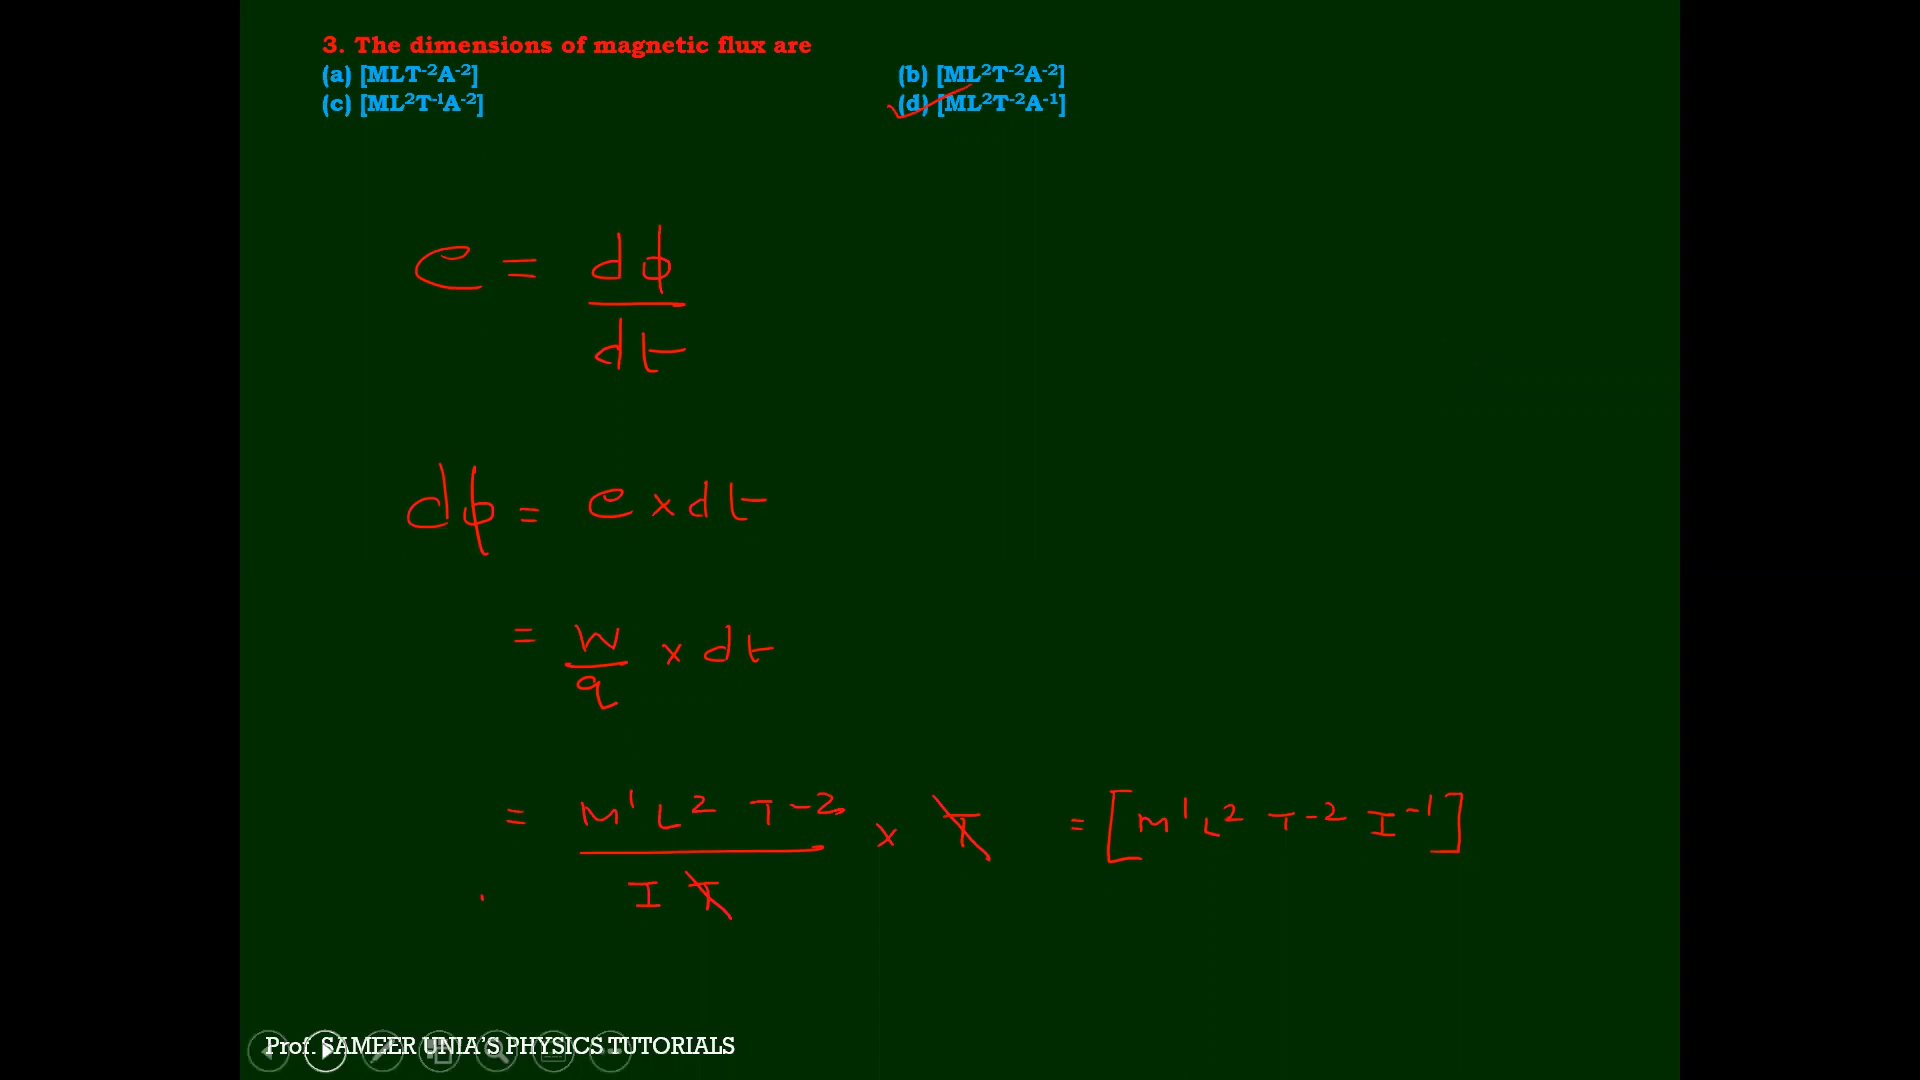 3. The dimensions of magnetic flux are
(a) [MLT⁻²A⁻²] (b) [ML²T⁻²A⁻²]
(c) [ML²T⁻¹A⁻²] (d) [ML²T⁻²A⁻¹]
e = dϕ/dt
dϕ = e × dt
= W/q × dt
= M¹L²T⁻²/IT × T = [M¹L²T⁻²I⁻¹]
Prof. SAMEER UNIA'S PHYSICS TUTORIALS